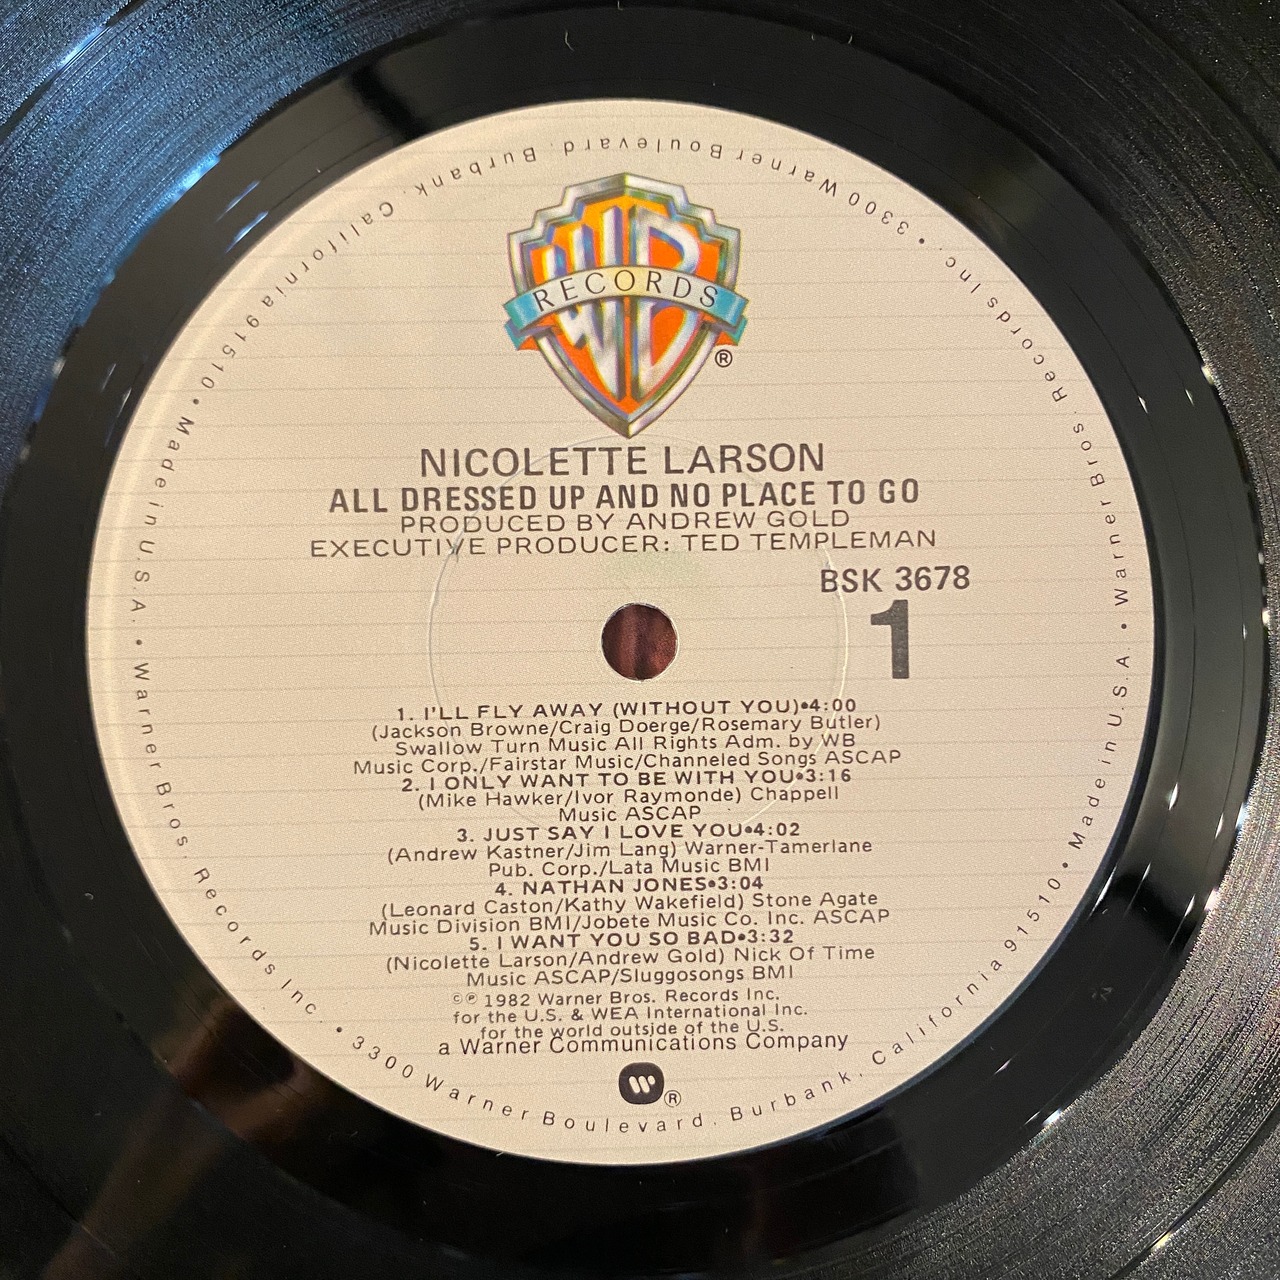 WB
RECORDS
®
NICOLETTE LARSON
ALL DRESSED UP AND NO PLACE TO GO
PRODUCED BY ANDREW GOLD
EXECUTIVE PRODUCER: TED TEMPLEMAN
BSK 3678
1
1. I'LL FLY AWAY (WITHOUT YOU)•4:00
(Jackson Browne/Craig Doerge/Rosemary Butler)
Swallow Turn Music All Rights Adm. by WB
Music Corp./Fairstar Music/Channeled Songs ASCAP
2. I ONLY WANT TO BE WITH YOU•3:16
(Mike Hawker/Ivor Raymonde) Chappell
Music ASCAP
3. JUST SAY I LOVE YOU•4:02
(Andrew Kastner/Jim Lang) Warner-Tamerlane
Pub. Corp./Lata Music BMI
4. NATHAN JONES•3:04
(Leonard Caston/Kathy Wakefield) Stone Agate
Music Division BMI/Jobete Music Co. Inc. ASCAP
5. I WANT YOU SO BAD•3:32
(Nicolette Larson/Andrew Gold) Nick Of Time
Music ASCAP/Sluggosongs BMI
©℗ 1982 Warner Bros. Records Inc.
for the U.S. & WEA International Inc.
for the world outside of the U.S.
a Warner Communications Company
W ®
Made in U.S.A. • Warner Bros. Records Inc. • 3300 Warner Boulevard. Burbank. California 91510 • Made in U.S.A • Warner Bros. Records Inc. • 3300 Warner Boulevard. Burbank. California 91510 •